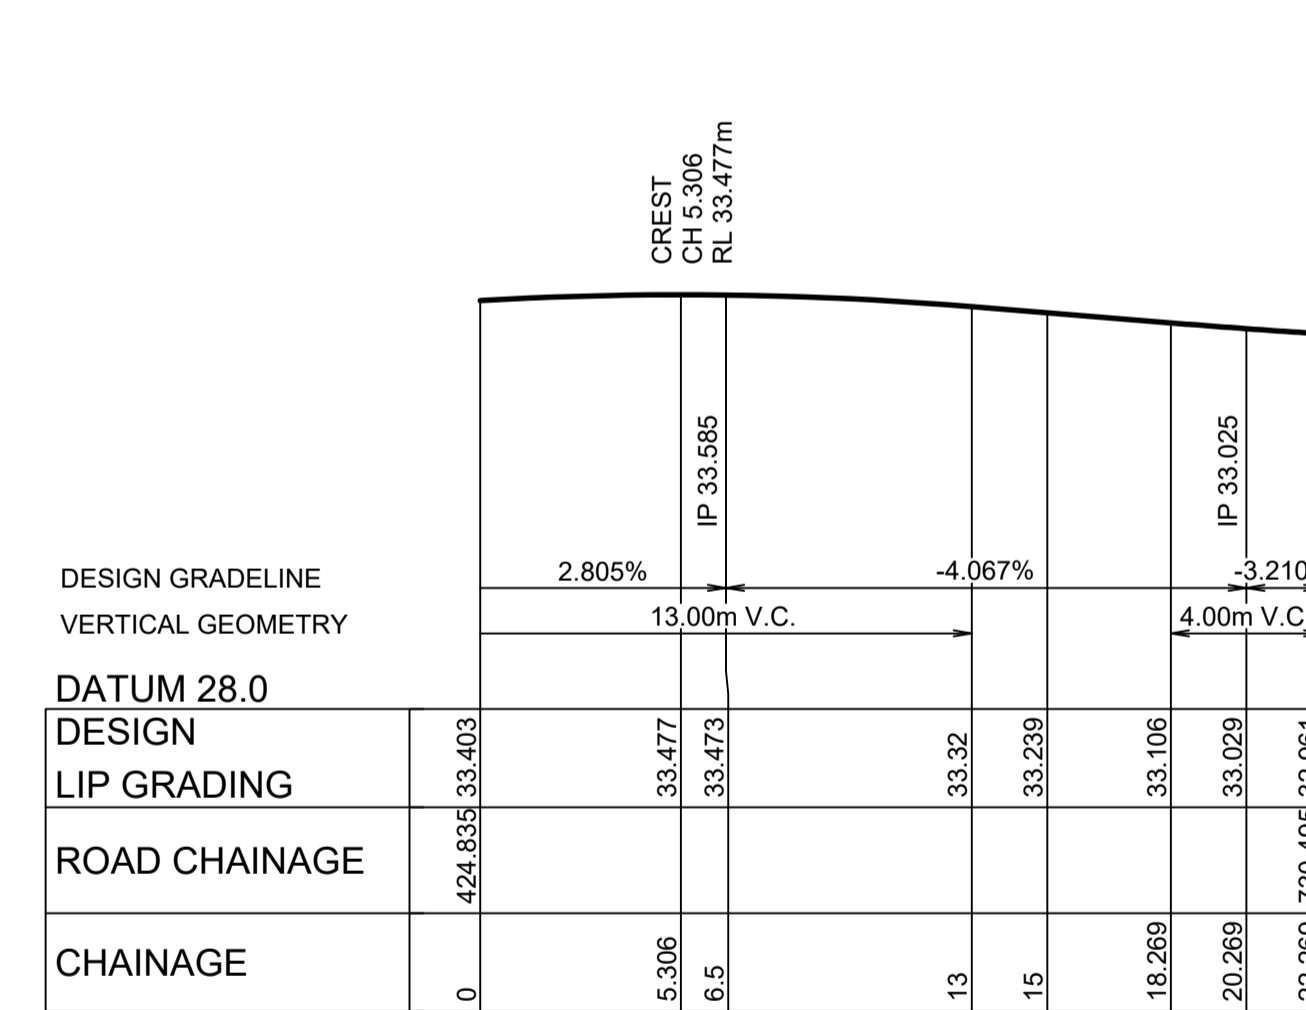 CREST
CH 5.306
RL 33.477m
IP 33.585
IP 33.025
DESIGN GRADELINE
2.805%
-4.067%
-3.210
VERTICAL GEOMETRY
13.00m V.C.
4.00m V.C
DATUM 28.0
DESIGN
LIP GRADING
33.403
33.477
33.473
33.32
33.239
33.106
33.029
ROAD CHAINAGE
424.835
CHAINAGE
0
5.306
6.5
13
15
18.269
20.269